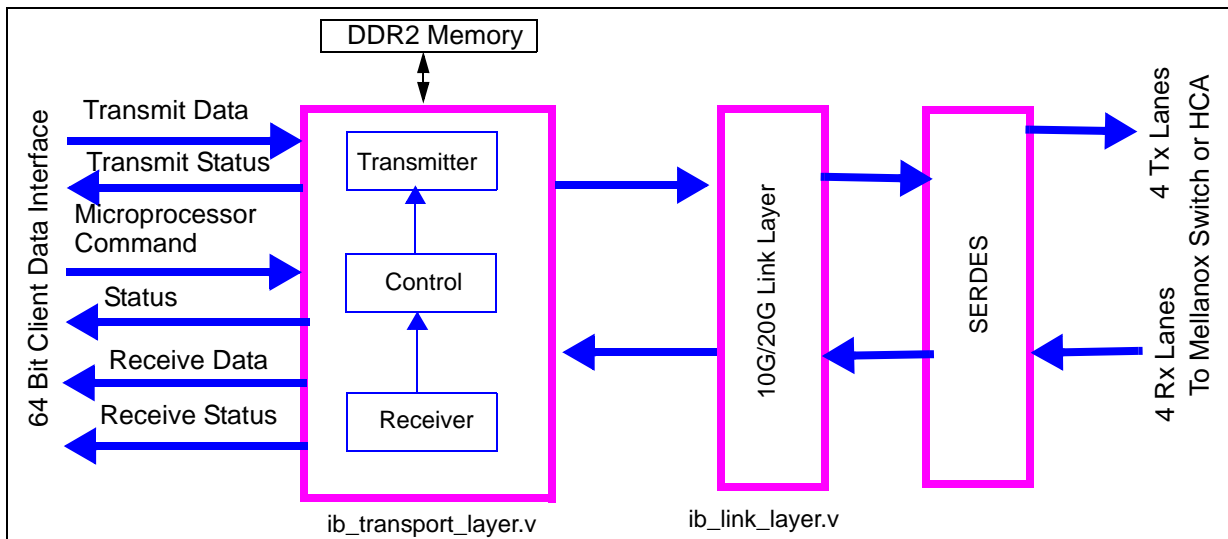 DDR2 Memory
64 Bit Client Data Interface
Transmit Data
Transmit Status
Microprocessor
Command
Status
Receive Data
Receive Status
Transmitter
Control
Receiver
ib_transport_layer.v
10G/20G Link Layer
ib_link_layer.v
SERDES
4 Tx Lanes
4 Rx Lanes
To Mellanox Switch or HCA